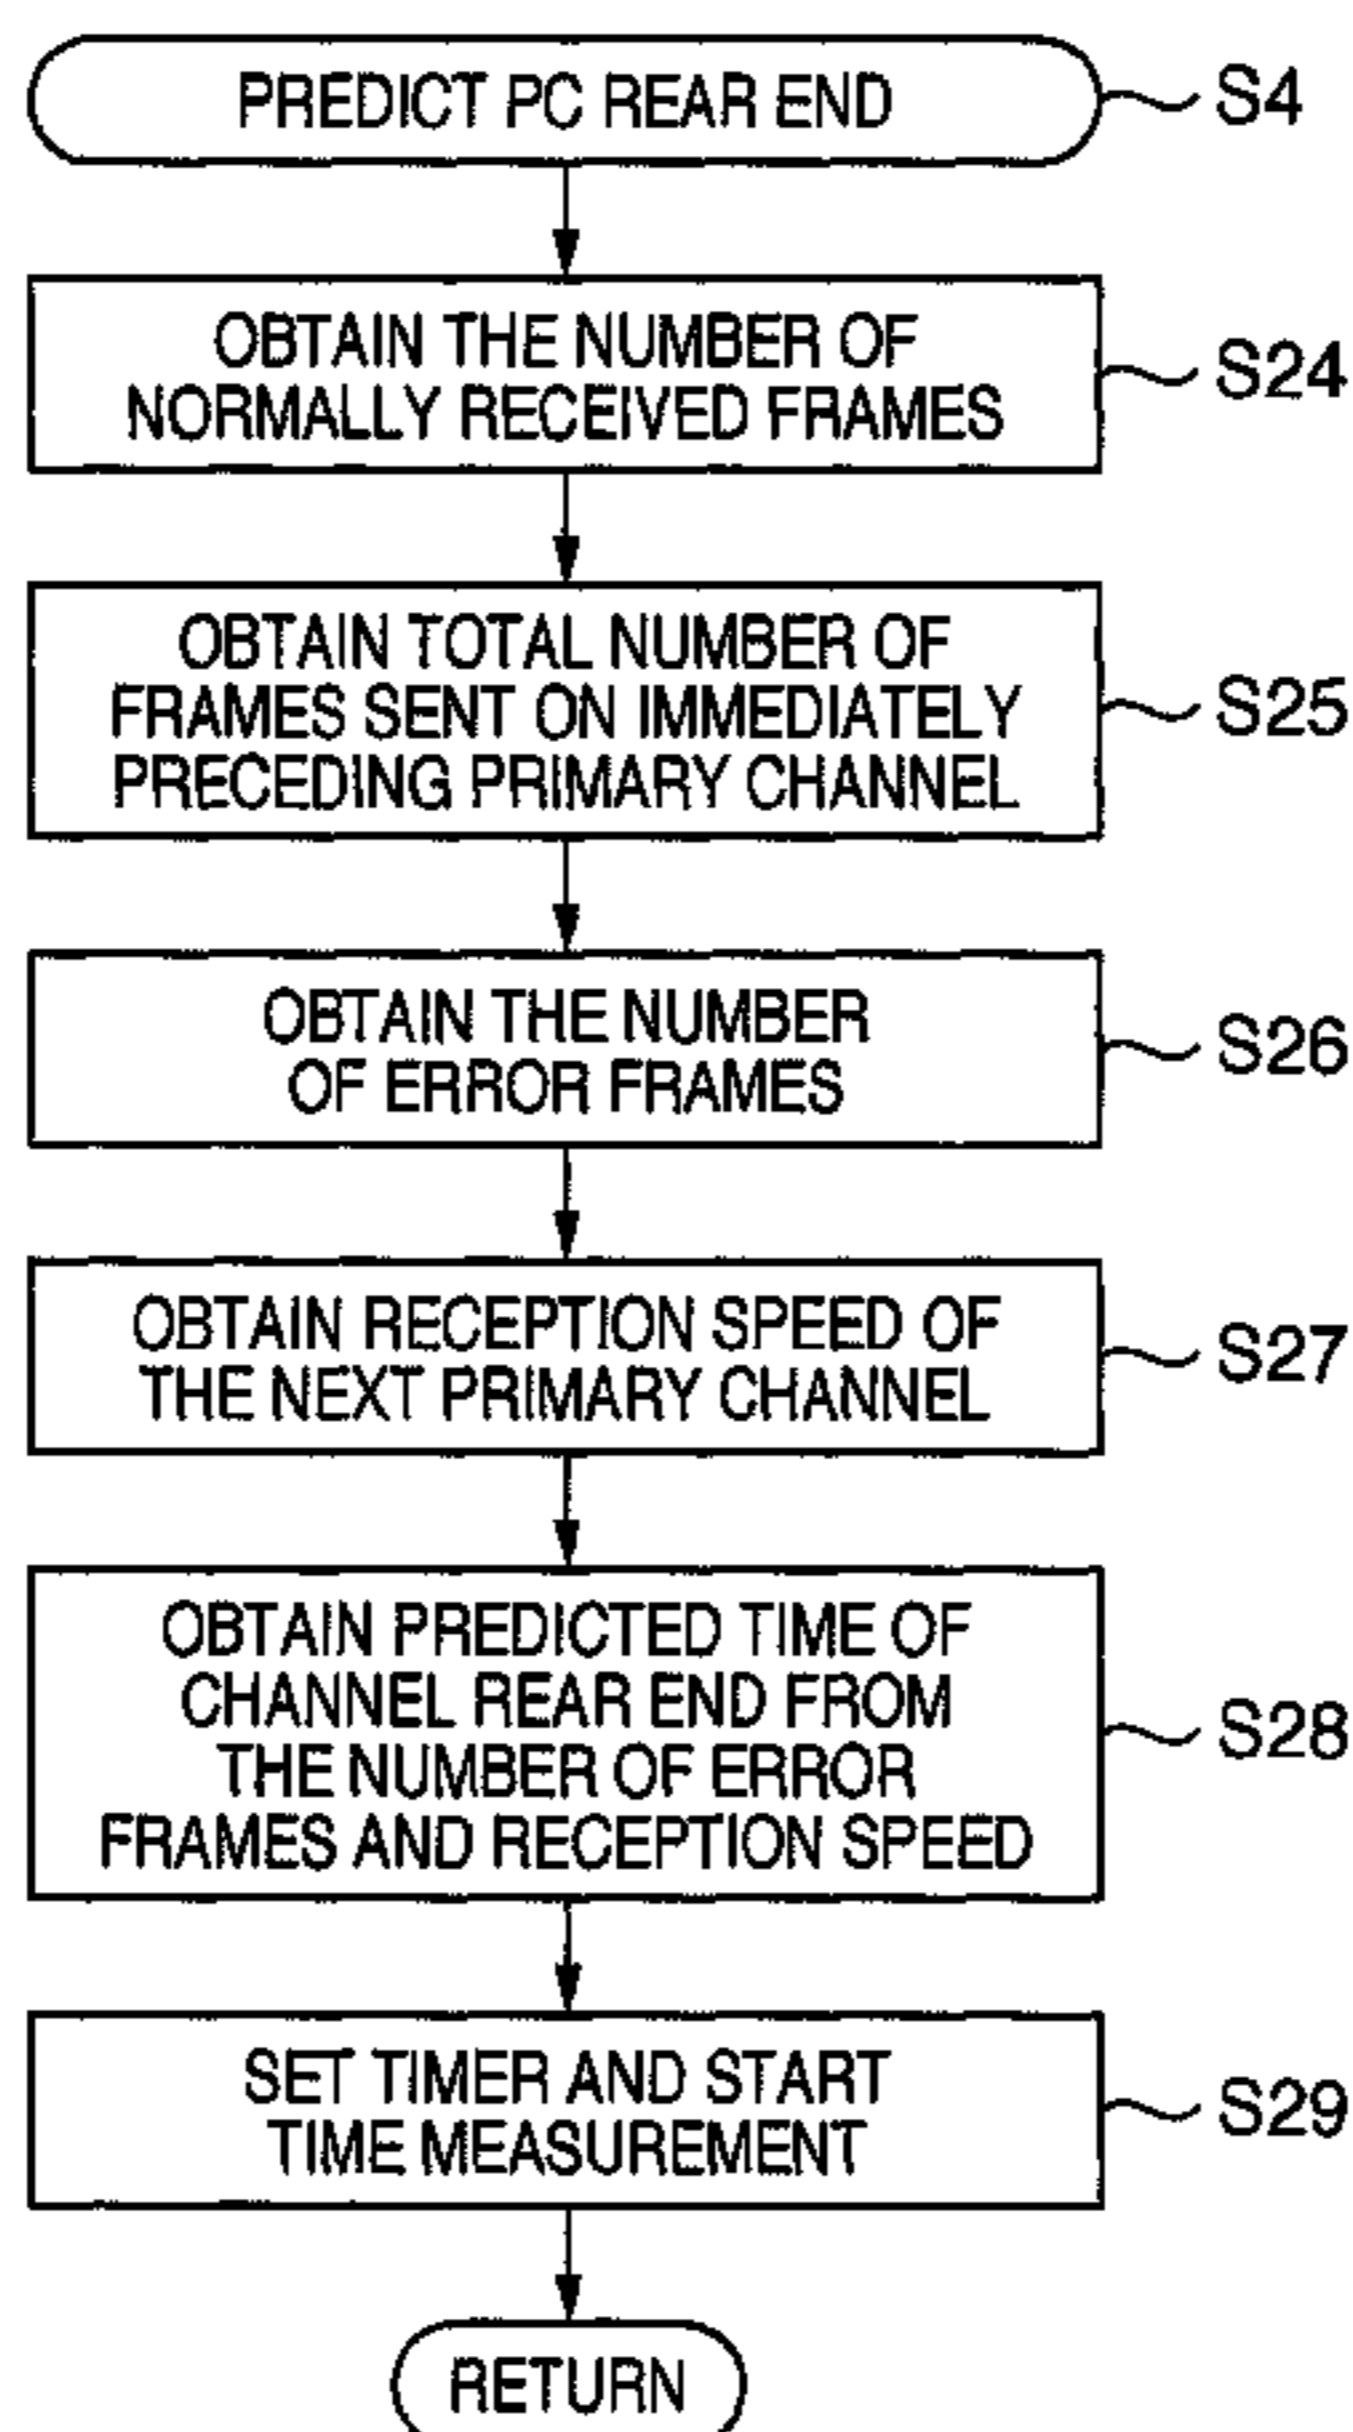 PREDICT PC REAR END
S4
OBTAIN THE NUMBER OF
NORMALLY RECEIVED FRAMES
S24
OBTAIN TOTAL NUMBER OF
FRAMES SENT ON IMMEDIATELY
PRECEDING PRIMARY CHANNEL
S25
OBTAIN THE NUMBER
OF ERROR FRAMES
S26
OBTAIN RECEPTION SPEED OF
THE NEXT PRIMARY CHANNEL
S27
OBTAIN PREDICTED TIME OF
CHANNEL REAR END FROM
THE NUMBER OF ERROR
FRAMES AND RECEPTION SPEED
S28
SET TIMER AND START
TIME MEASUREMENT
S29
RETURN